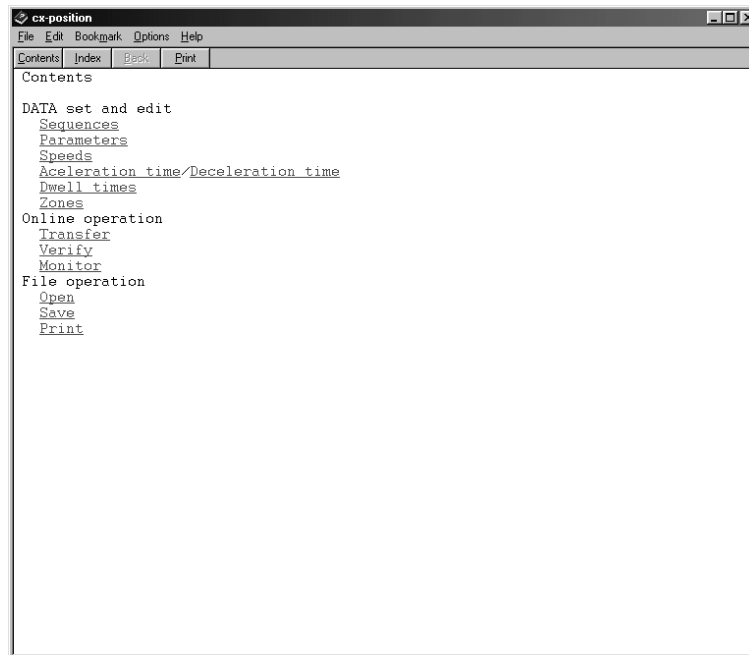 cx-position
File Edit Bookmark Options Help
Contents Index Back Print
Contents
DATA set and edit
Sequences
Parameters
Speeds
Aceleration time/Deceleration time
Dwell times
Zones
Online operation
Transfer
Verify
Monitor
File operation
Open
Save
Print